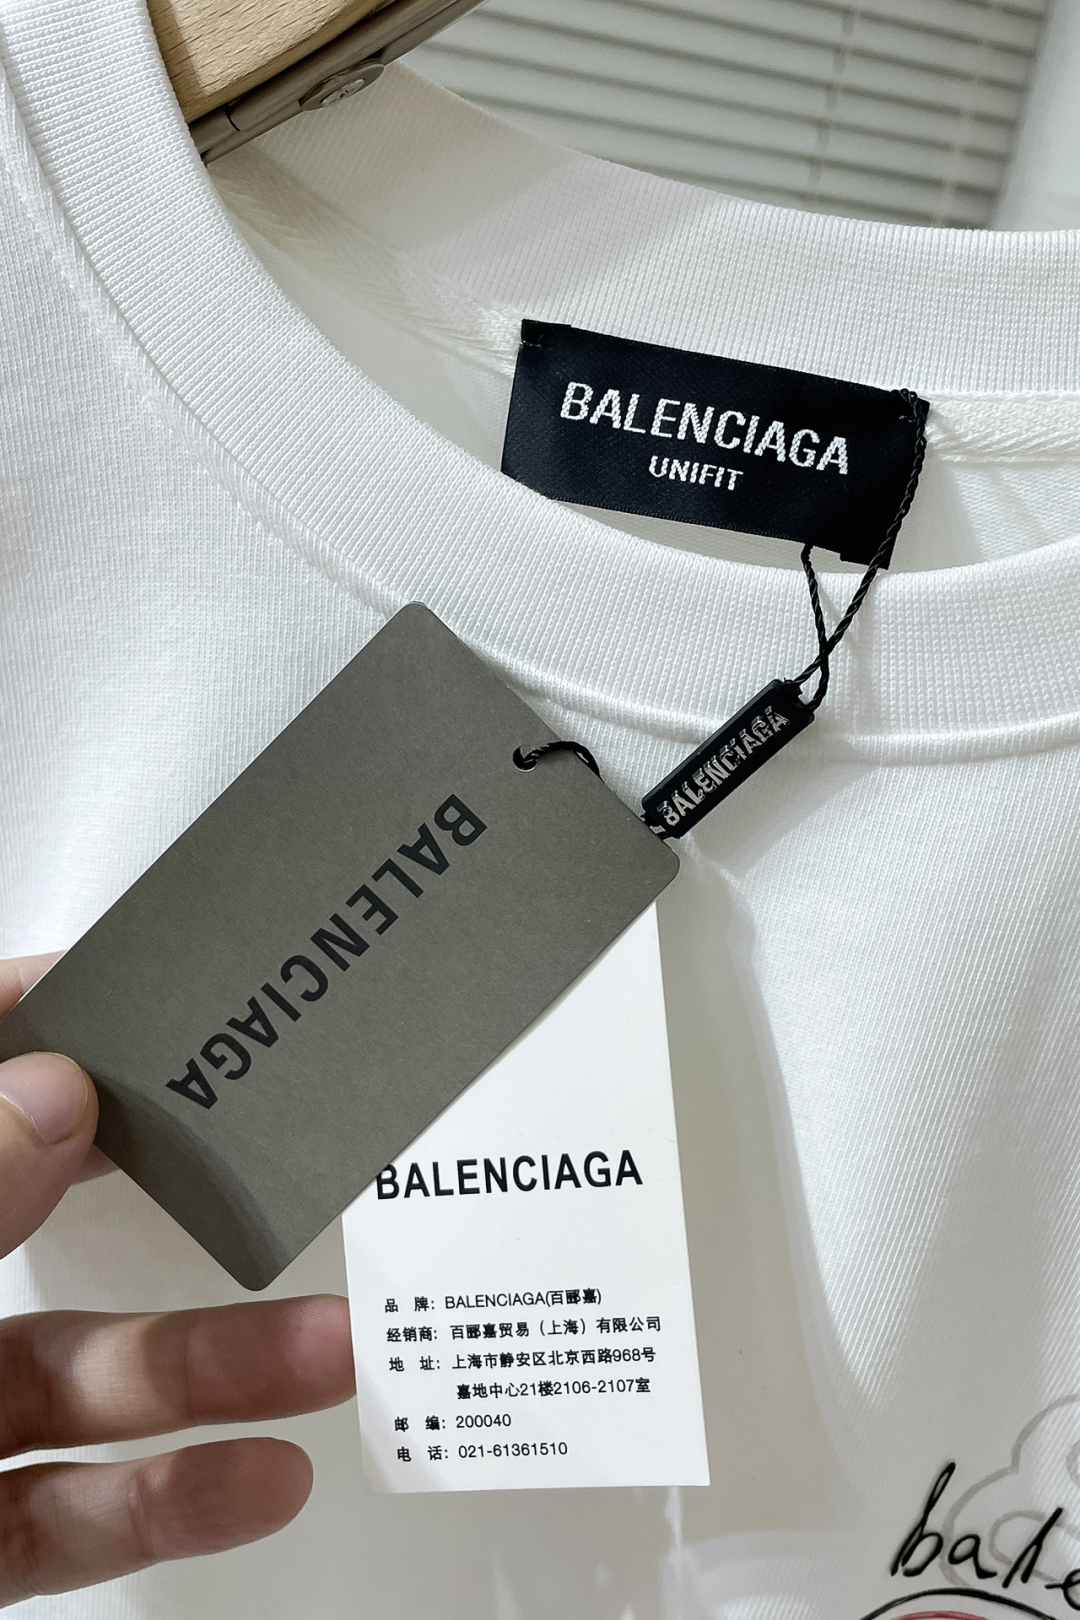 BALENCIAGA
UNIFIT
BALENCIAGA
BALENCIAGA
BALENCIAGA
品 牌: BALENCIAGA(百郦嘉)
经销商: 百郦嘉贸易（上海）有限公司
地 址: 上海市静安区北京西路968号
嘉地中心21楼2106-2107室
邮 编: 200040
电 话: 021-61361510
bale